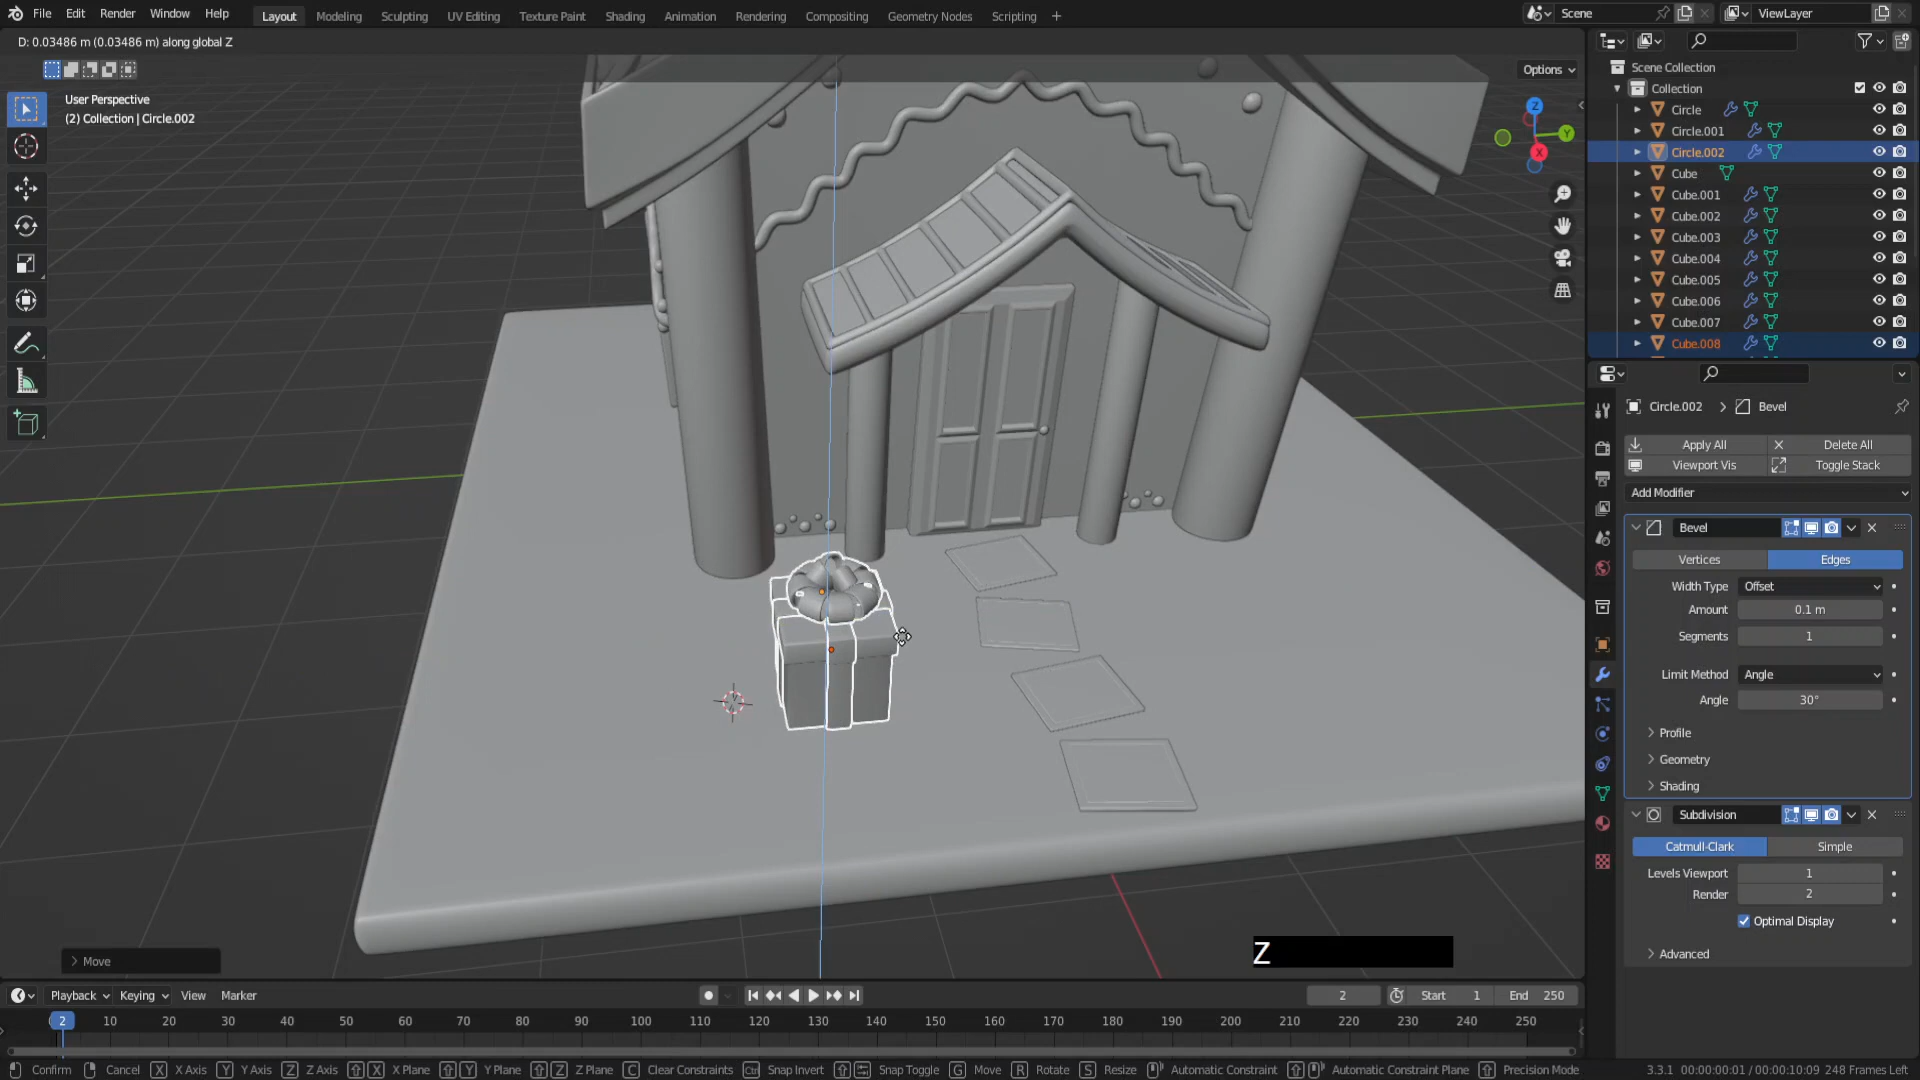 File Edit Render Window Help Layout Modeling Sculpting UV Editing Texture Paint Shading Animation Rendering Compositing Geometry Nodes Scripting + Scene ViewLayer
D: 0.03486 m (0.03486 m) along global Z
Options
User Perspective
(2) Collection | Circle.002
Z
Y
X
Scene Collection
Collection
Circle
Circle.001
Circle.002
Cube
Cube.001
Cube.002
Cube.003
Cube.004
Cube.005
Cube.006
Cube.007
Cube.008
Circle.002 > Bevel
Apply All Delete All
Viewport Vis Toggle Stack
Add Modifier
Bevel
Vertices Edges
Width Type Offset
Amount 0.1 m
Segments 1
Limit Method Angle
Angle 30°
Profile
Geometry
Shading
Subdivision
Catmull-Clark Simple
Levels Viewport 1
Render 2
Optimal Display
Advanced
Move
Z
Playback Keying View Marker 2 Start 1 End 250
2 10 20 30 40 50 60 70 80 90 100 110 120 130 140 150 160 170 180 190 200 210 220 230 240 250
Confirm Cancel X X Axis Y Y Axis Z Z Axis X X Plane Y Y Plane Z Z Plane C Clear Constraints Ctrl Snap Invert Snap Toggle G Move R Rotate S Resize Automatic Constraint Automatic Constraint Plane Precision Mode 3.3.1 00:00:00:01 / 00:00:10:09 248 Frames Left